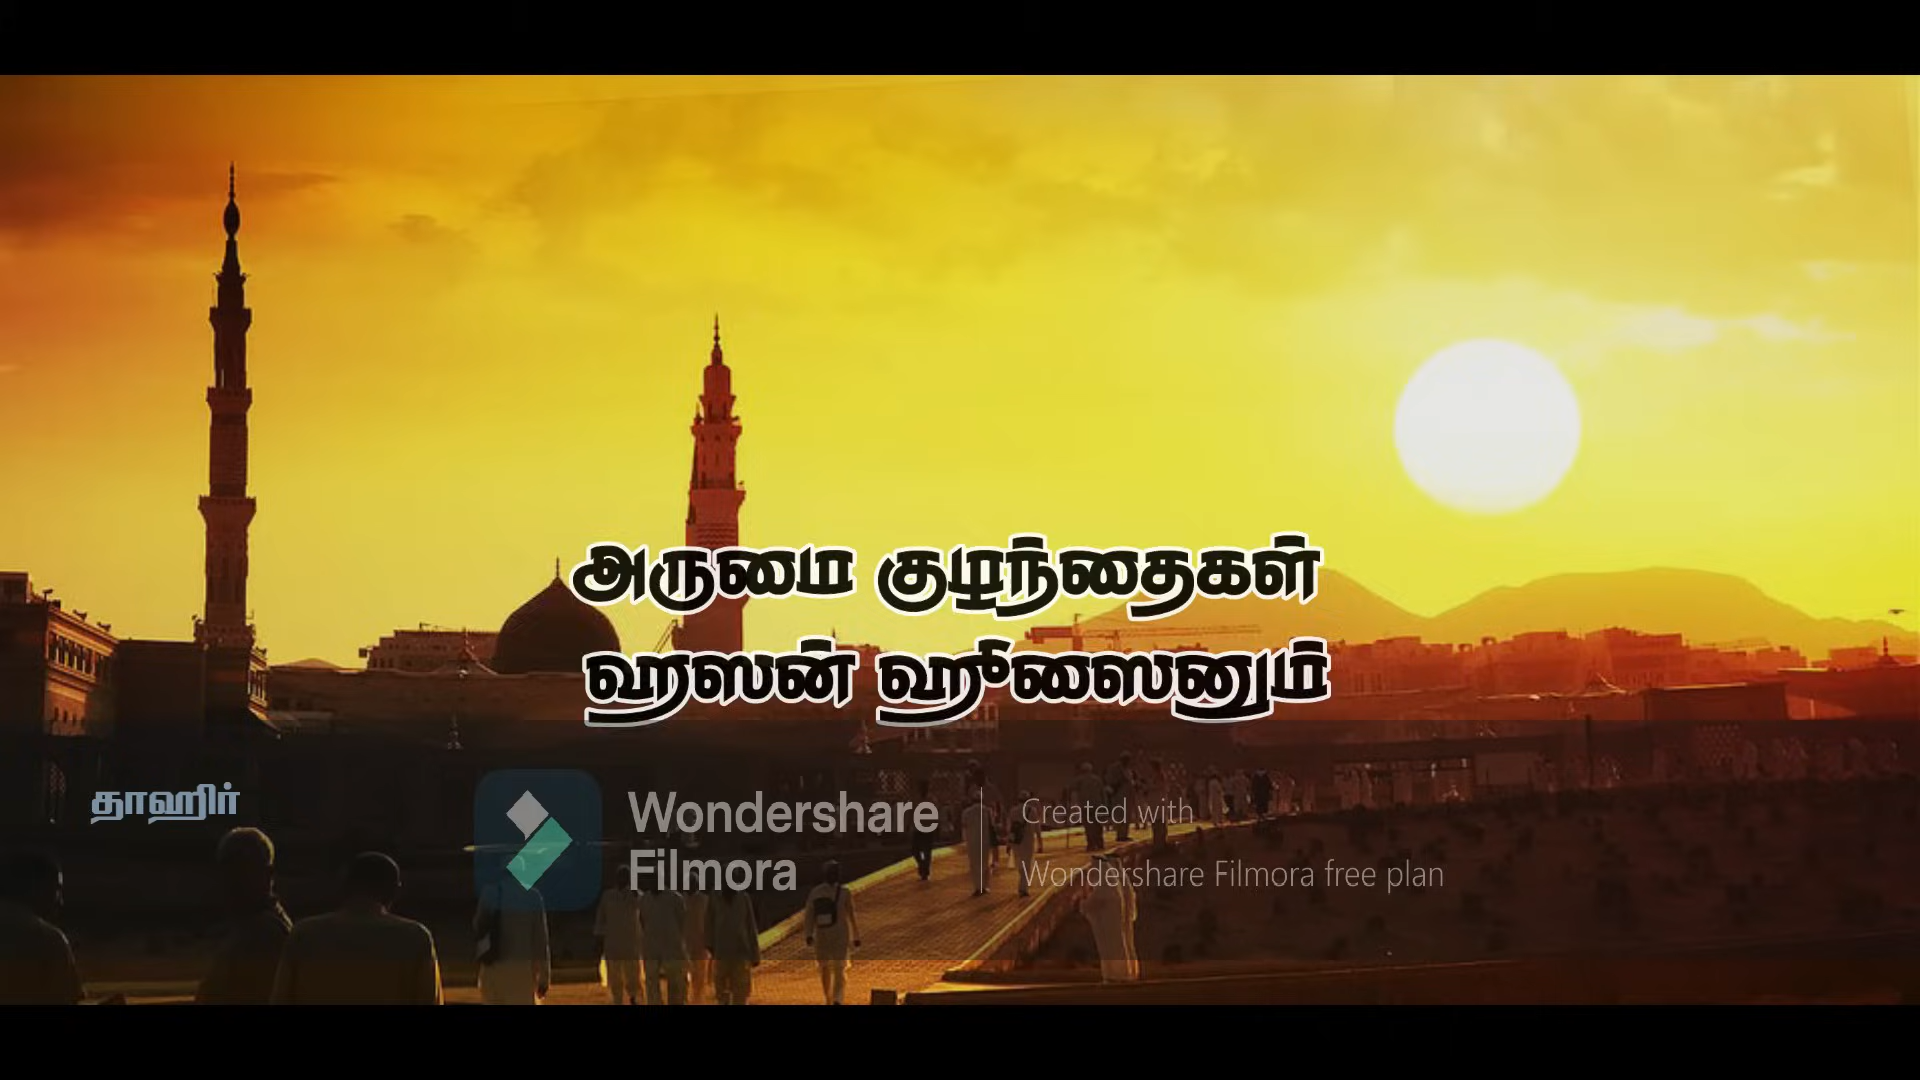 அருமை குழந்தைகள்
ஹஸன் ஹுஸைனும்
தாஹிர்
Wondershare
Filmora
Created with
Wondershare Filmora free plan